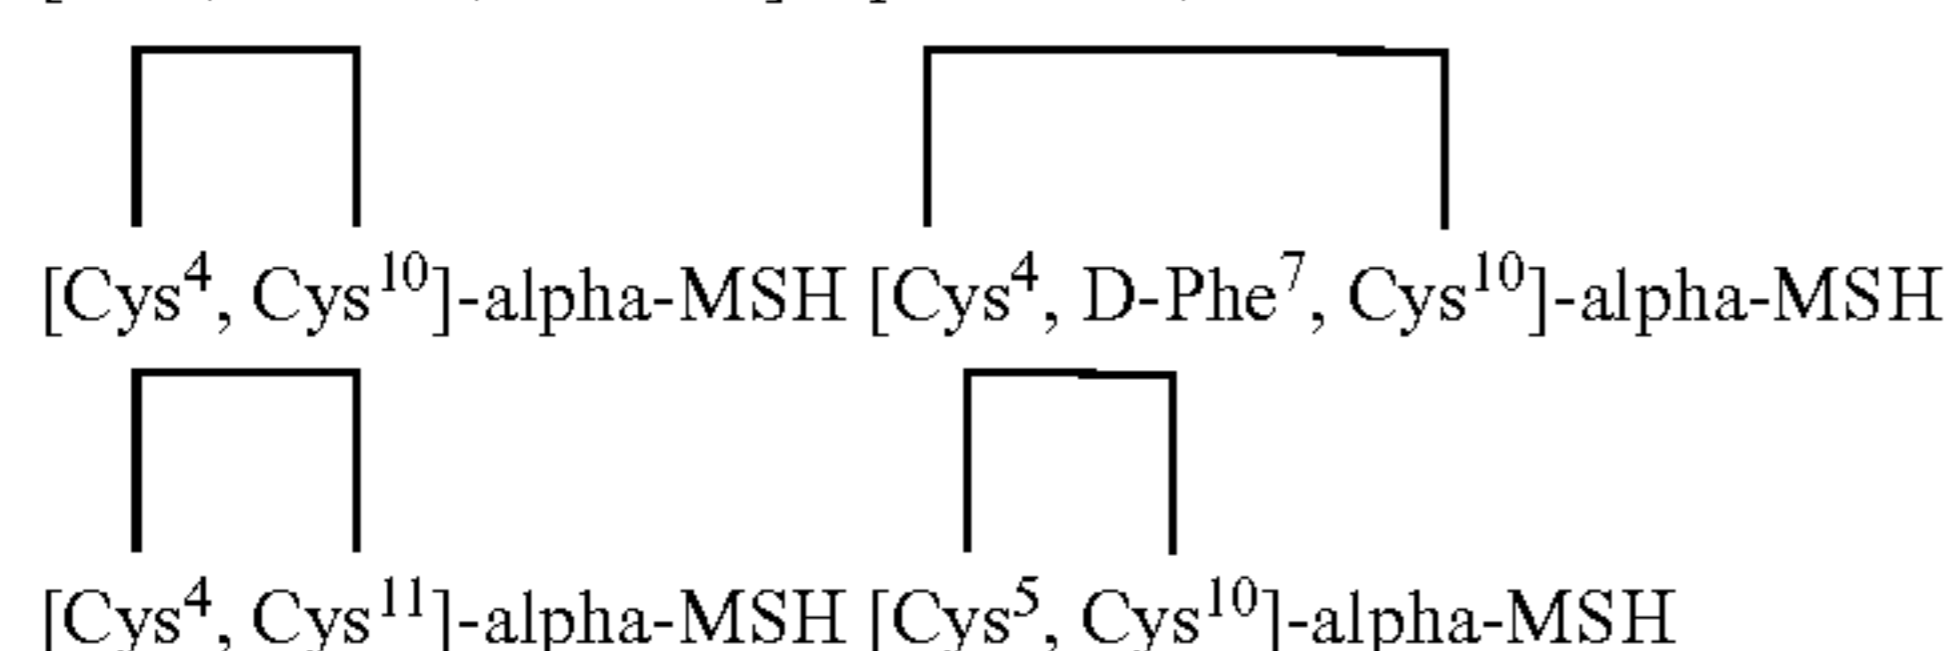 [Cys⁴, Cys¹⁰]-alpha-MSH [Cys⁴, D-Phe⁷, Cys¹⁰]-alpha-MSH
[Cys⁴, Cys¹¹]-alpha-MSH [Cys⁵, Cys¹⁰]-alpha-MSH